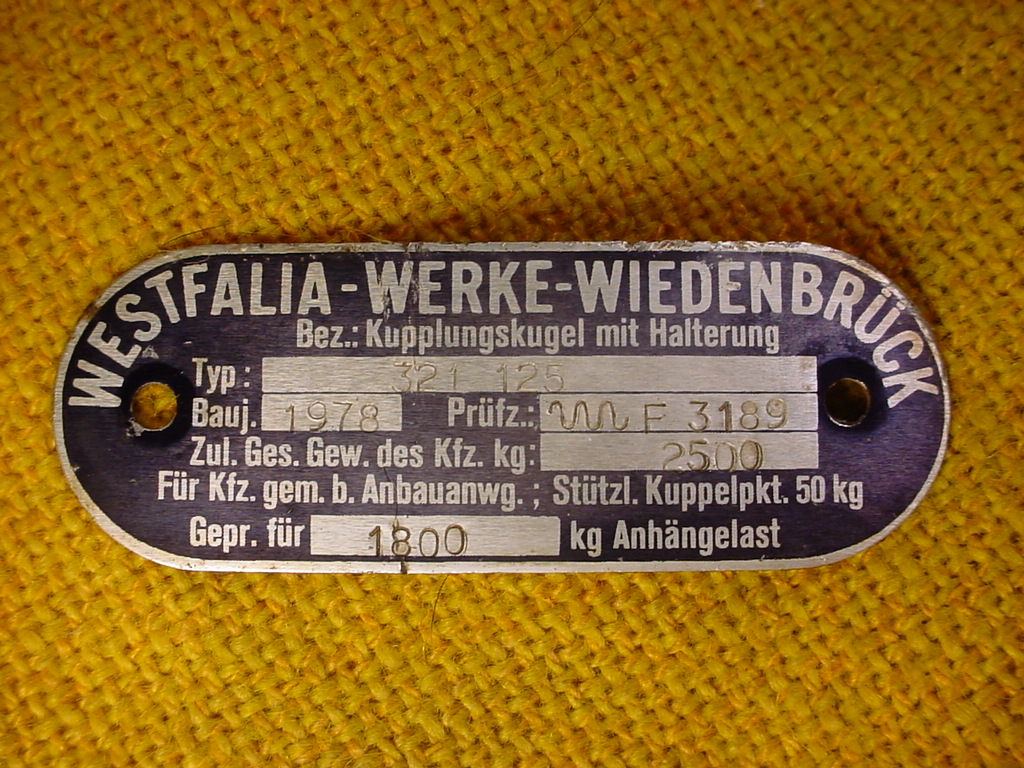 WESTFALIA-WERKE-WIEDENBRÜCK
Bez.: Kupplungskugel mit Halterung
Typ: 321 125
Bauj. 1978 Prüfz.: F 3189
Zul. Ges. Gew. des Kfz. kg: 2500
Für Kfz. gem. b. Anbauanwg.; Stützl. Kuppelpkt. 50 kg
Gepr. für 1800 kg Anhängelast